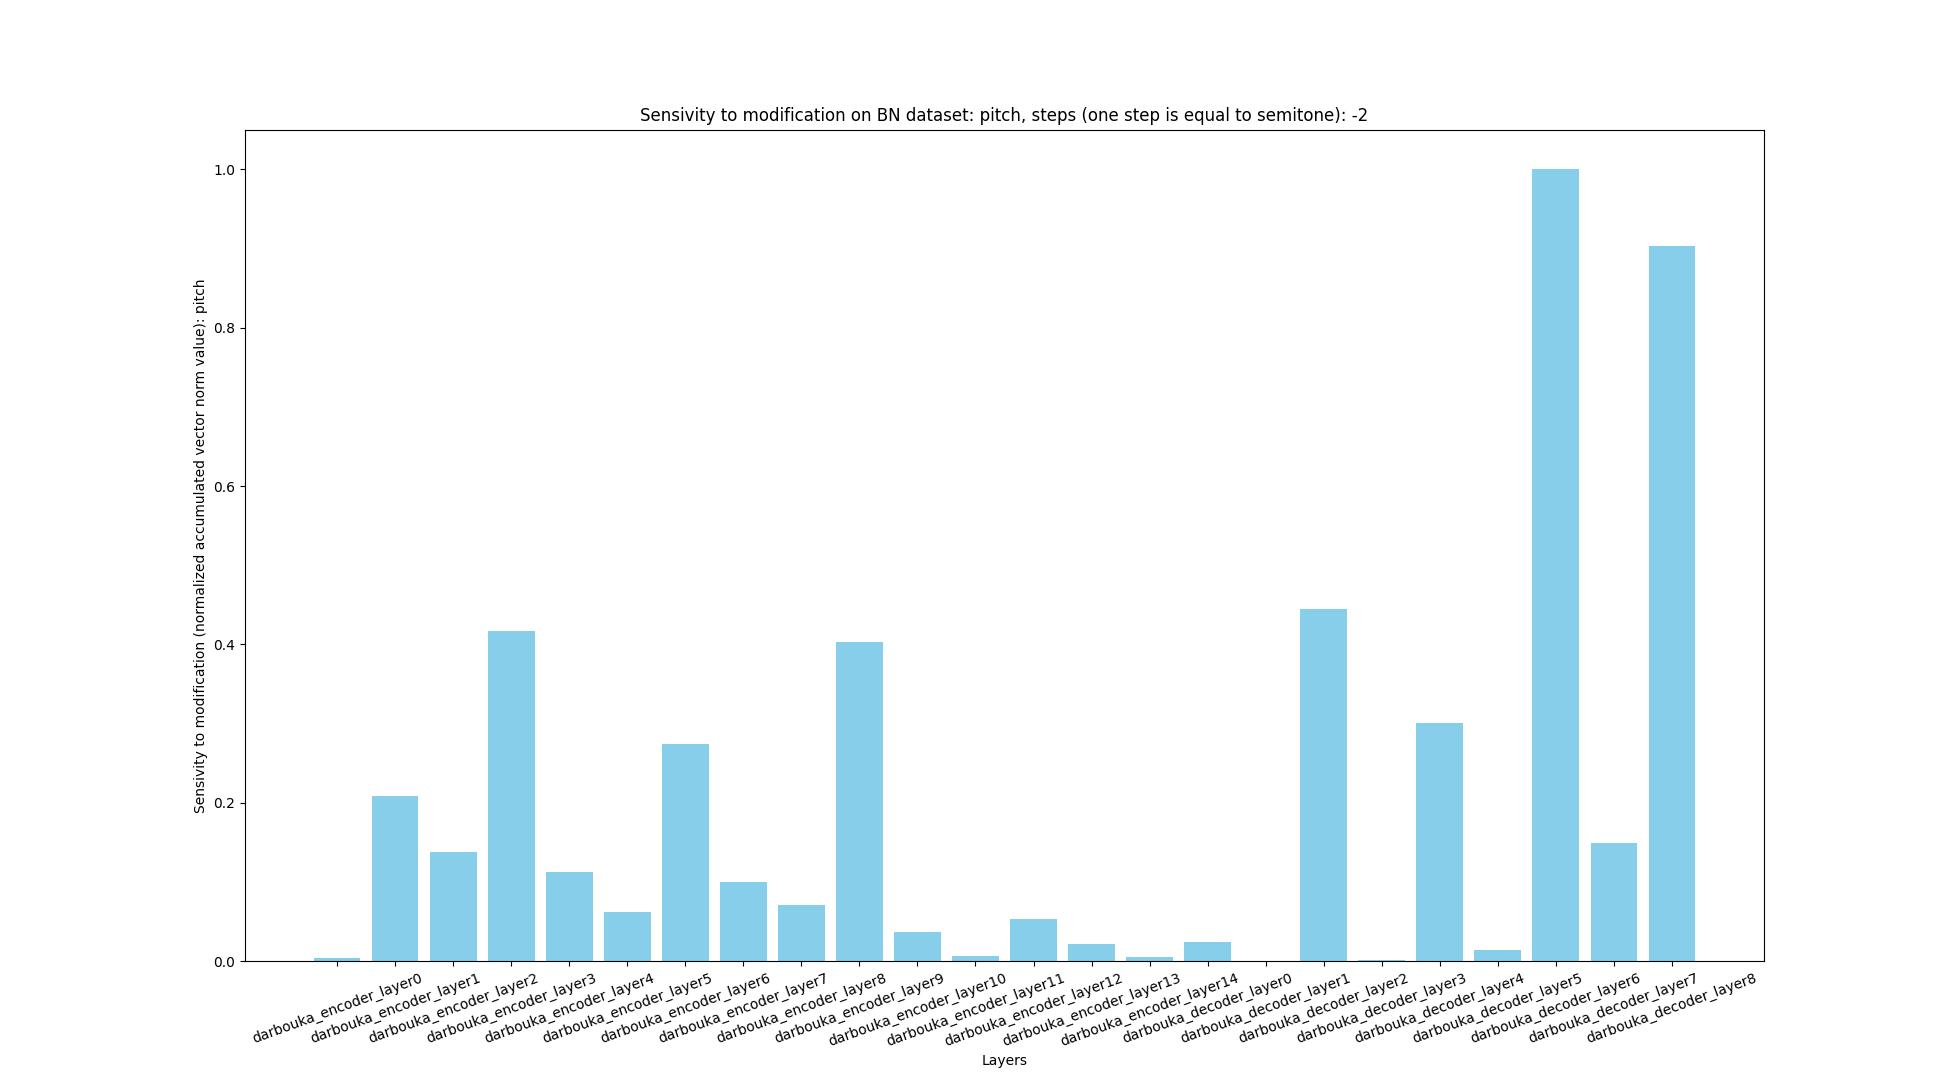 Sensivity to modification on BN dataset: pitch, steps (one step is equal to semitone): -2
Sensivity to modification (normalized accumulated vector norm value): pitch
1.0
0.8
0.6
0.4
0.2
0.0
darbouka_encoder_layer0
darbouka_encoder_layer1
darbouka_encoder_layer2
darbouka_encoder_layer3
darbouka_encoder_layer4
darbouka_encoder_layer5
darbouka_encoder_layer6
darbouka_encoder_layer7
darbouka_encoder_layer8
darbouka_encoder_layer9
darbouka_encoder_layer10
darbouka_encoder_layer11
darbouka_encoder_layer12
darbouka_encoder_layer13
darbouka_encoder_layer14
darbouka_decoder_layer0
darbouka_decoder_layer1
darbouka_decoder_layer2
darbouka_decoder_layer3
darbouka_decoder_layer4
darbouka_decoder_layer5
darbouka_decoder_layer6
darbouka_decoder_layer7
darbouka_decoder_layer8
Layers